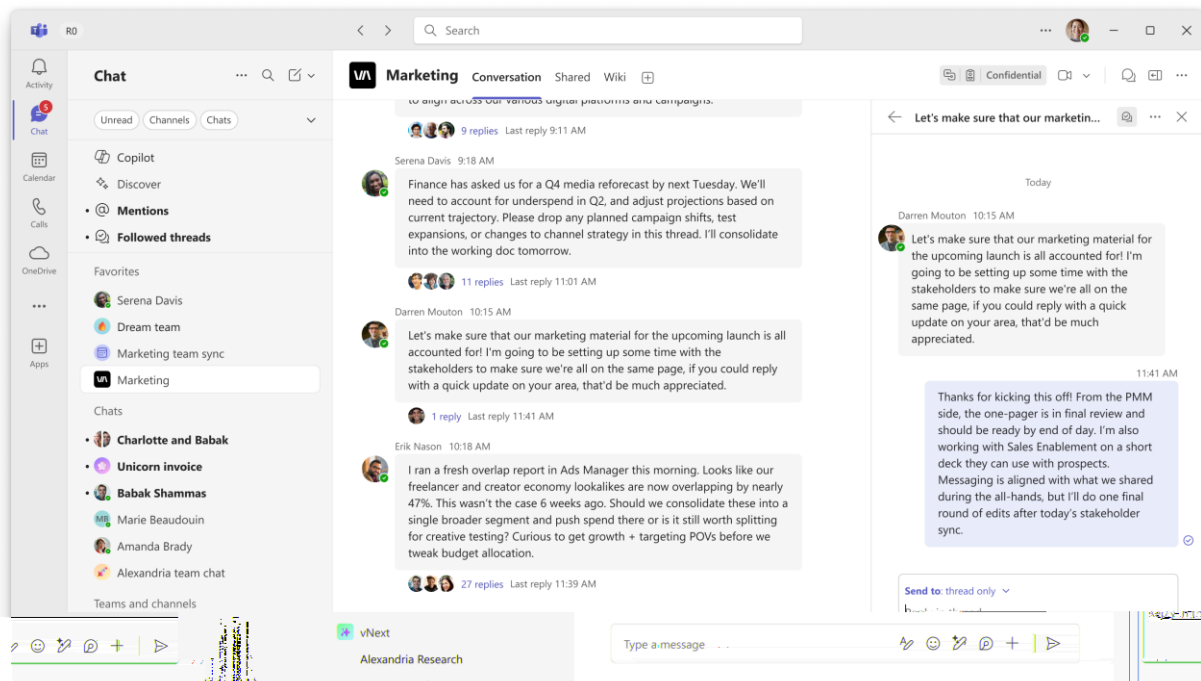 R0
Search
Activity
5
Chat
Calendar
Calls
OneDrive
Apps
Chat
Unread
Channels
Chats
Copilot
Discover
Mentions
Followed threads
Favorites
Serena Davis
Dream team
Marketing team sync
Marketing
Chats
Charlotte and Babak
Unicorn invoice
Babak Shammas
MB
Marie Beaudouin
Amanda Brady
Alexandria team chat
Teams and channels
vNext
Alexandria Research
Marketing
Conversation
Shared
Wiki
Confidential
to align across our various digital platforms and campaigns.
9 replies Last reply 9:11 AM
Serena Davis 9:18 AM
Finance has asked us for a Q4 media reforecast by next Tuesday. We'll
need to account for underspend in Q2, and adjust projections based on
current trajectory. Please drop any planned campaign shifts, test
expansions, or changes to channel strategy in this thread. I'll consolidate
into the working doc tomorrow.
11 replies Last reply 11:01 AM
Darren Mouton 10:15 AM
Let's make sure that our marketing material for the upcoming launch is all
accounted for! I'm going to be setting up some time with the
stakeholders to make sure we're all on the same page, if you could reply
with a quick update on your area, that'd be much appreciated.
1 reply Last reply 11:41 AM
Erik Nason 10:18 AM
I ran a fresh overlap report in Ads Manager this morning. Looks like our
freelancer and creator economy lookalikes are now overlapping by nearly
47%. This wasn't the case 6 weeks ago. Should we consolidate these into a
single broader segment and push spend there or is it still worth splitting
for creative testing? Curious to get growth + targeting POVs before we
tweak budget allocation.
27 replies Last reply 11:39 AM
Type a message
Let's make sure that our marketin...
Today
Darren Mouton 10:15 AM
Let's make sure that our marketing material for
the upcoming launch is all accounted for! I'm
going to be setting up some time with the
stakeholders to make sure we're all on the
same page, if you could reply with a quick
update on your area, that'd be much
appreciated.
11:41 AM
Thanks for kicking this off! From the PMM
side, the one-pager is in final review and
should be ready by end of day. I'm also
working with Sales Enablement on a short
deck they can use with prospects.
Messaging is aligned with what we shared
during the all-hands, but I'll do one final
round of edits after today's stakeholder
sync.
Send to: thread only